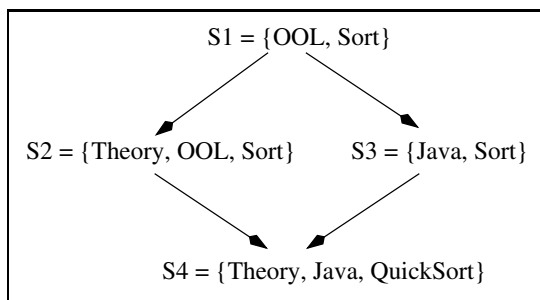 S1 = {OOL, Sort}
S2 = {Theory, OOL, Sort}
S3 = {Java, Sort}
S4 = {Theory, Java, QuickSort}